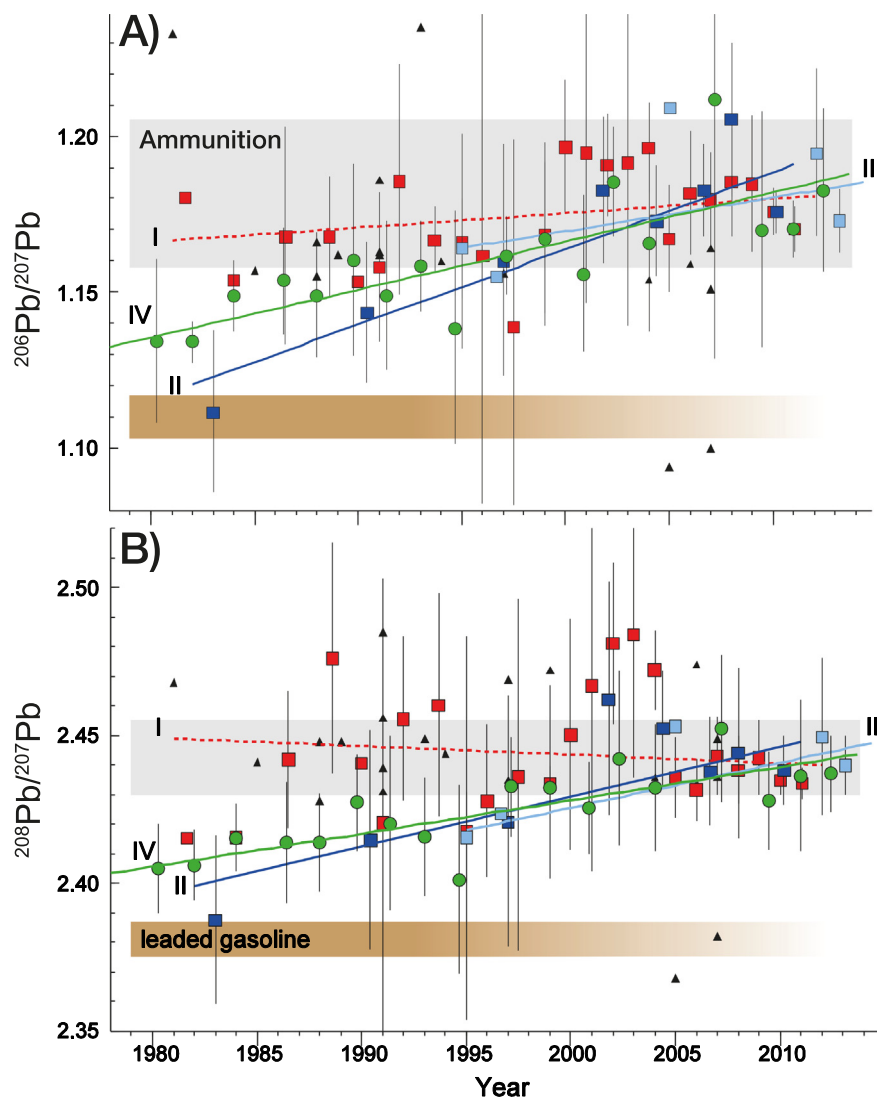 A)
1.20
Ammunition
II
I
1.15
IV
II
1.10
206Pb/207Pb
B)
2.50
I
2.45
II
IV
II
2.40
leaded gasoline
2.35
208Pb/207Pb
1980 1985 1990 1995 2000 2005 2010
Year